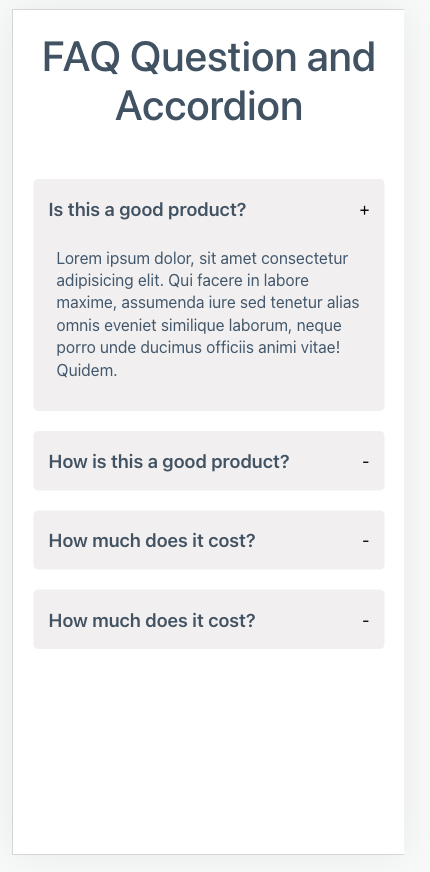 FAQ Question and
Accordion
Is this a good product? +
Lorem ipsum dolor, sit amet consectetur
adipisicing elit. Qui facere in labore
maxime, assumenda iure sed tenetur alias
omnis eveniet similique laborum, neque
porro unde ducimus officiis animi vitae!
Quidem.
How is this a good product? -
How much does it cost? -
How much does it cost? -